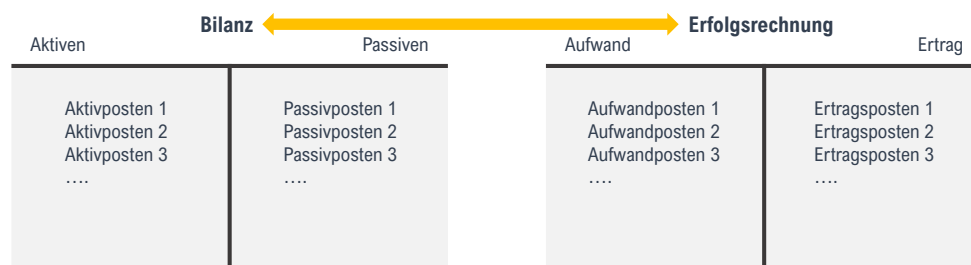 Bilanz Erfolgsrechnung
Aktiven Passiven Aufwand Ertrag
Aktivposten 1 Passivposten 1 Aufwandposten 1 Ertragsposten 1
Aktivposten 2 Passivposten 2 Aufwandposten 2 Ertragsposten 2
Aktivposten 3 Passivposten 3 Aufwandposten 3 Ertragsposten 3
…. …. …. ….